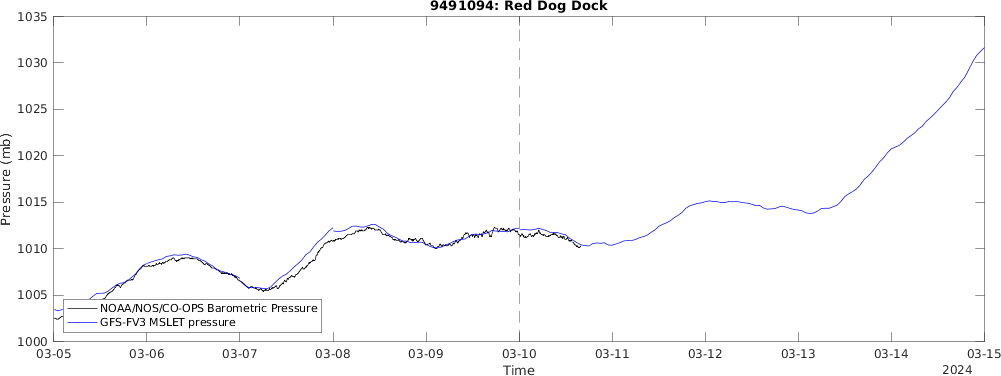 9491094: Red Dog Dock
Pressure (mb)
1035
1030
1025
1020
1015
1010
1005
1000
NOAA/NOS/CO-OPS Barometric Pressure
GFS-FV3 MSLET pressure
03-05 03-06 03-07 03-08 03-09 03-10 03-11 03-12 03-13 03-14 03-15
Time
2024